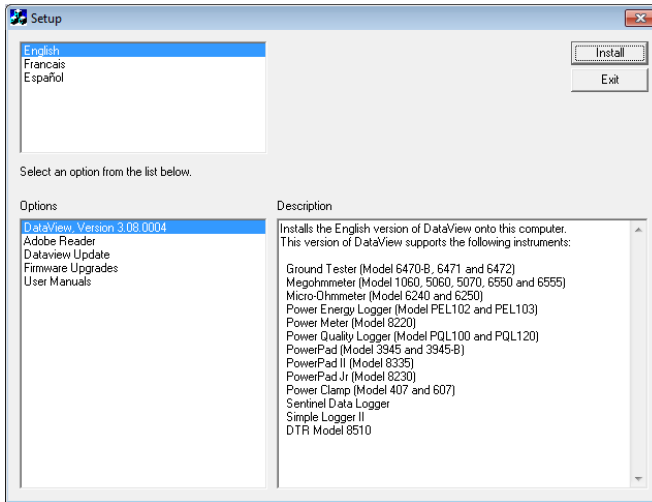 Setup
English
Francais
Español
Install
Exit
Select an option from the list below.
Options
DataView, Version 3.08.0004
Adobe Reader
Dataview Update
Firmware Upgrades
User Manuals
Description
Installs the English version of DataView onto this computer.
This version of DataView supports the following instruments:
Ground Tester (Model 6470-B, 6471 and 6472)
Megohmmeter (Model 1060, 5060, 5070, 6550 and 6555)
Micro-Ohmmeter (Model 6240 and 6250)
Power Energy Logger (Model PEL102 and PEL103)
Power Meter (Model 8220)
Power Quality Logger (Model PQL100 and PQL120)
PowerPad (Model 3945 and 3945-B)
PowerPad II (Model 8335)
PowerPad Jr (Model 8230)
Power Clamp (Model 407 and 607)
Sentinel Data Logger
Simple Logger II
DTR Model 8510